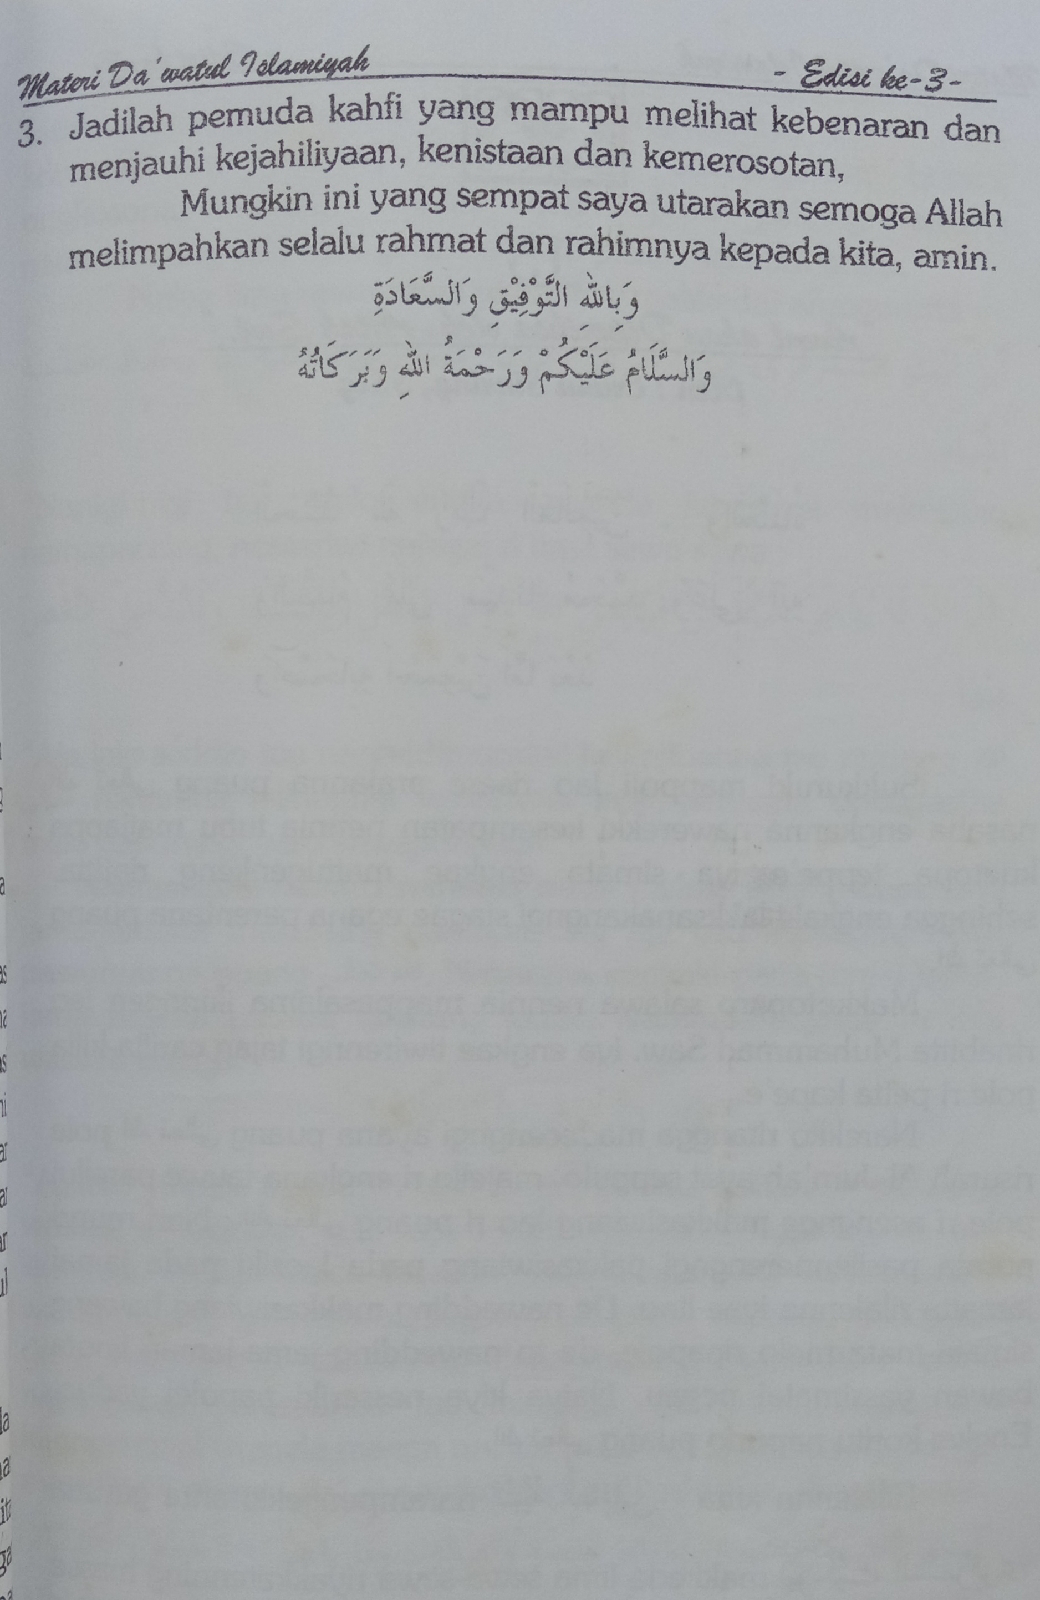 Materi Da'watul Islamiyah - Edisi ke-3-
3. Jadilah pemuda kahfi yang mampu melihat kebenaran dan
menjauhi kejahiliyaan, kenistaan dan kemerosotan,
Mungkin ini yang sempat saya utarakan semoga Allah
melimpahkan selalu rahmat dan rahimnya kepada kita, amin.
وَبِاللهِ التَّوْفِيْقِ وَالسَّعَادَةِ
وَالسَّلَامُ عَلَيْكُمْ وَرَحْمَةُ اللهِ وَبَرَكَاتُهُ